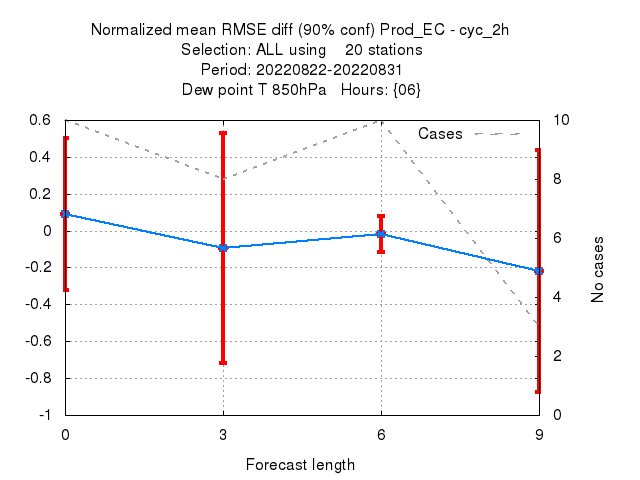 Normalized mean RMSE diff (90% conf) Prod_EC - cyc_2h
Selection: ALL using 20 stations
Period: 20220822-20220831
Dew point T 850hPa Hours: {06}
Cases
0.6
0.4
0.2
0
-0.2
-0.4
-0.6
-0.8
-1
10
8
6
4
2
0
No cases
0 3 6 9
Forecast length